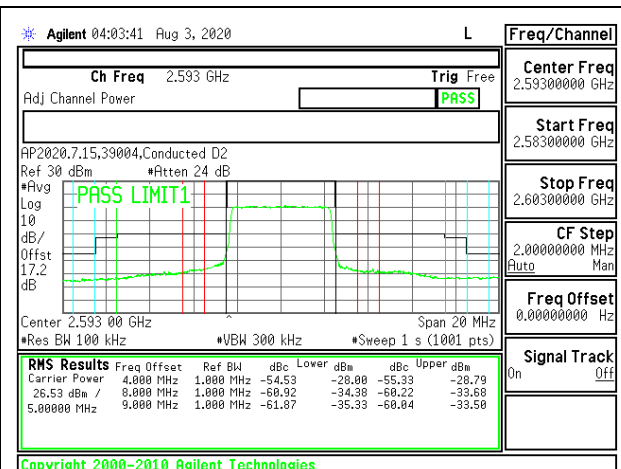 Agilent 04:03:41 Aug 3, 2020 L
Freq/Channel
Ch Freq 2.593 GHz Trig Free
Adj Channel Power PASS
Center Freq
2.59300000 GHz
Start Freq
2.58300000 GHz
AP2020.7.15,39004,Conducted D2
Ref 30 dBm #Atten 24 dB
#Avg
Log
10
dB/
Offst
17.2
dB
PASS LIMIT1
Stop Freq
2.60300000 GHz
CF Step
2.00000000 MHz
Auto Man
Freq Offset
0.00000000 Hz
Center 2.593 00 GHz Span 20 MHz
#Res BW 100 kHz #VBW 300 kHz #Sweep 1 s (1001 pts)
Signal Track
On Off
RMS Results Freq Offset Ref BW dBc Lower dBm dBc Upper dBm
Carrier Power 4.000 MHz 1.000 MHz -54.53 -28.00 -55.33 -28.79
26.53 dBm / 8.000 MHz 1.000 MHz -60.92 -34.38 -60.22 -33.68
5.00000 MHz 9.000 MHz 1.000 MHz -61.87 -35.33 -60.04 -33.50
Copyright 2000-2010 Agilent Technologies